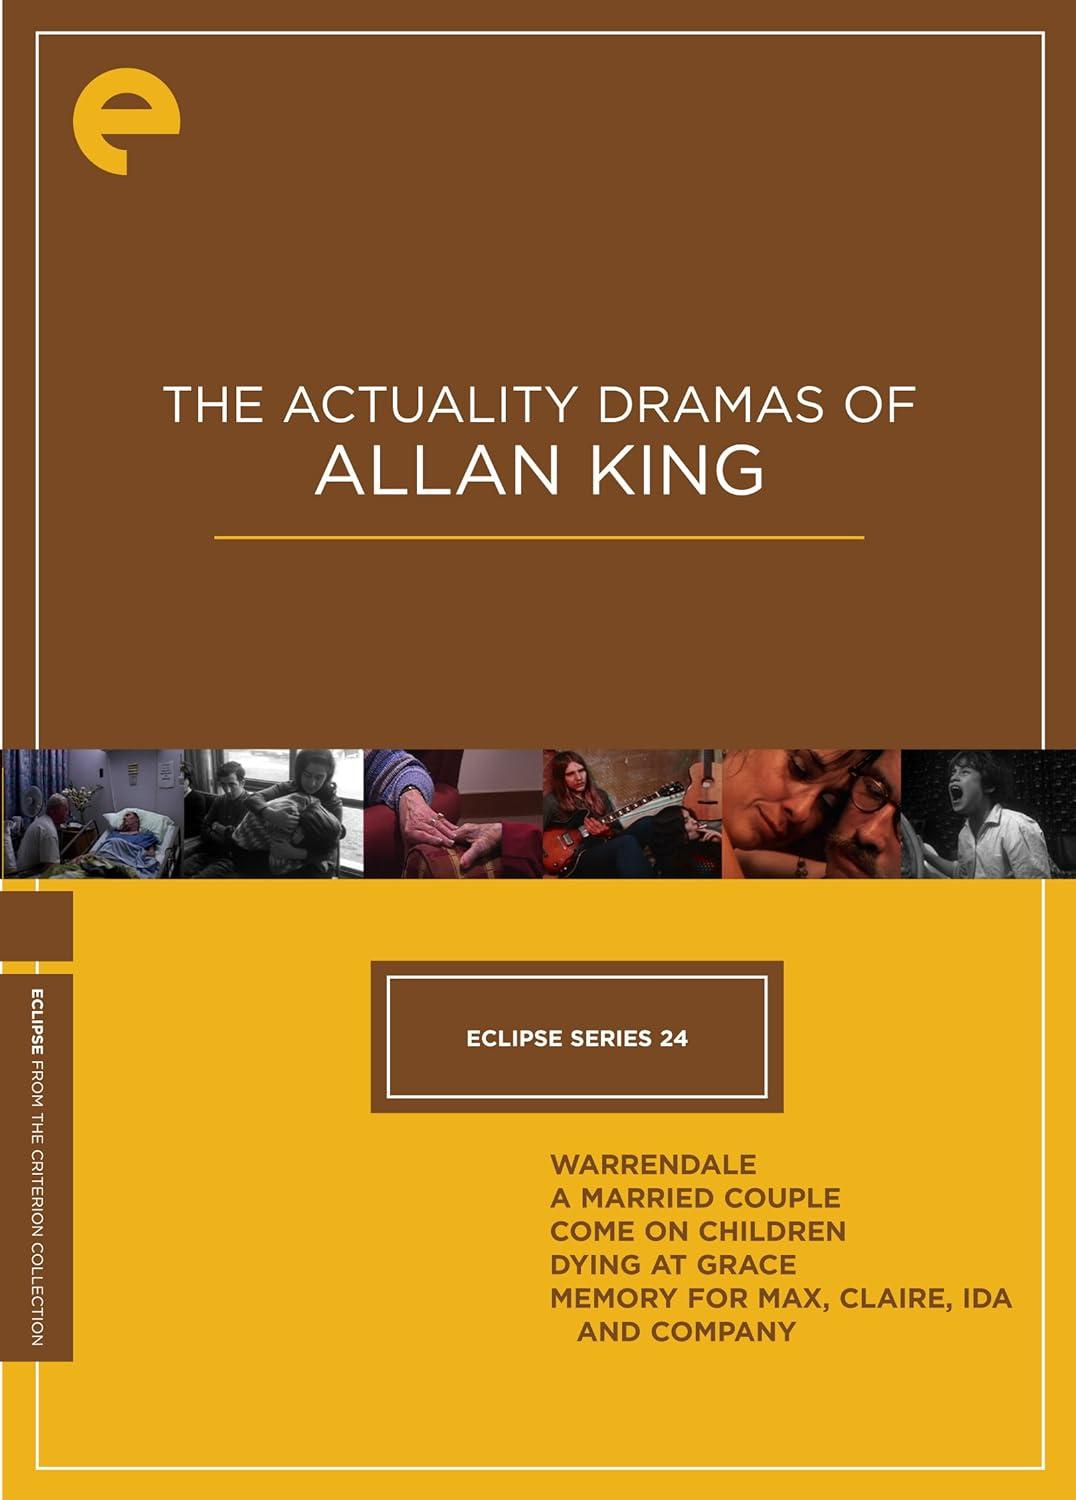 e
THE ACTUALITY DRAMAS OF
ALLAN KING
ECLIPSE SERIES 24
ECLIPSE FROM THE CRITERION COLLECTION
WARRENDALE
A MARRIED COUPLE
COME ON CHILDREN
DYING AT GRACE
MEMORY FOR MAX, CLAIRE, IDA
AND COMPANY